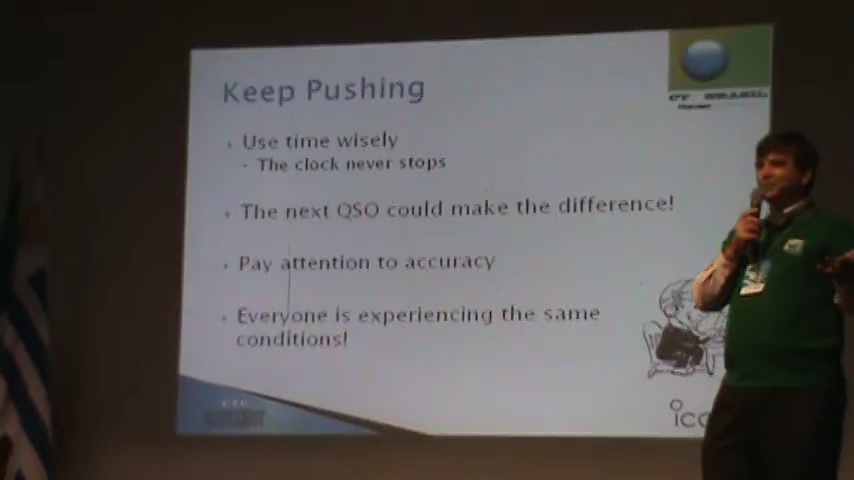 Keep Pushing
Use time wisely
- The clock never stops
The next QSO could make the difference!
Pay attention to accuracy
Everyone is experiencing the same
conditions!
BRASIL